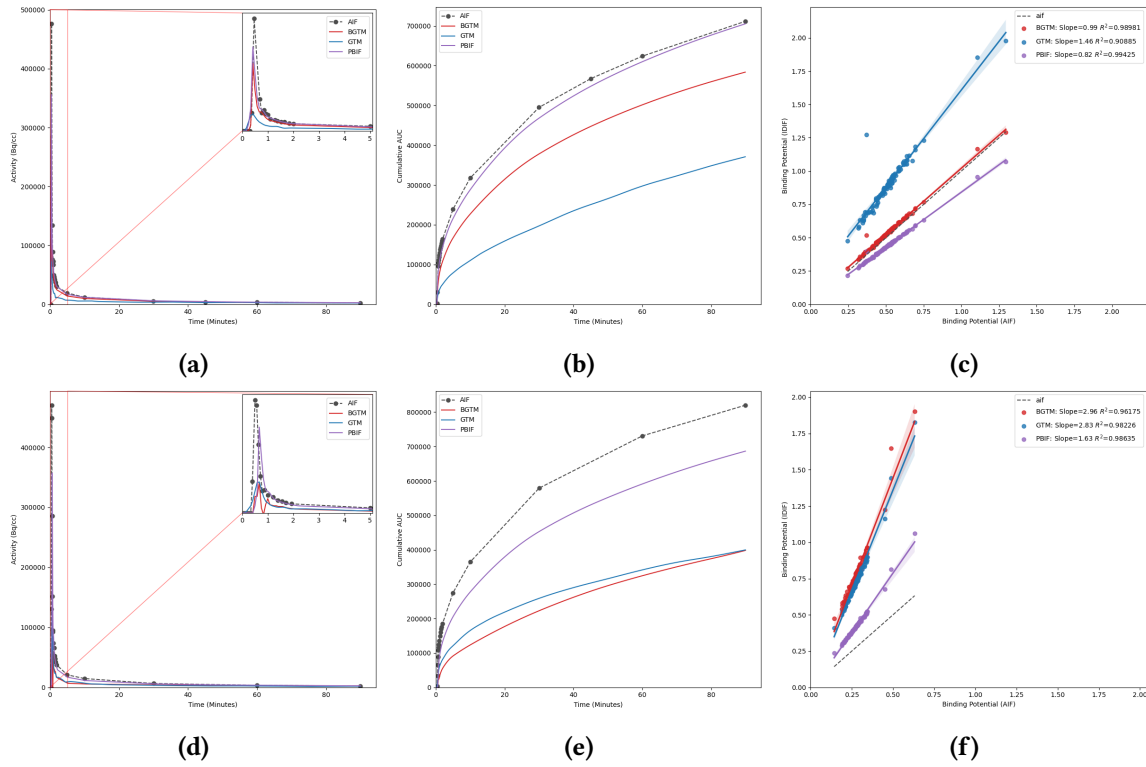 500000
400000
300000
200000
100000
0
Activity (Bq/cc)
0 20 40 60 80
Time (Minutes)
AIF
BGTM
GTM
PBIF
0 1 2 3 4 5
(a)
700000
600000
500000
400000
300000
200000
100000
0
Cumulative AUC
0 20 40 60 80
Time (Minutes)
AIF
BGTM
GTM
PBIF
(b)
2.00
1.75
1.50
1.25
1.00
0.75
0.50
0.25
0.00
Binding Potential (IDIF)
0.00 0.25 0.50 0.75 1.00 1.25 1.50 1.75 2.00
Binding Potential (AIF)
aif
BGTM: Slope=0.99 R²=0.98981
GTM: Slope=1.46 R²=0.90885
PBIF: Slope=0.82 R²=0.99425
(c)
400000
300000
200000
100000
0
Activity (Bq/cc)
0 20 40 60 80
Time (Minutes)
AIF
BGTM
GTM
PBIF
0 1 2 3 4 5
(d)
800000
700000
600000
500000
400000
300000
200000
100000
0
Cumulative AUC
0 20 40 60 80
Time (Minutes)
AIF
BGTM
GTM
PBIF
(e)
2.00
1.75
1.50
1.25
1.00
0.75
0.50
0.25
0.00
Binding Potential (IDIF)
0.00 0.25 0.50 0.75 1.00 1.25 1.50 1.75 2.00
Binding Potential (AIF)
aif
BGTM: Slope=2.96 R²=0.96175
GTM: Slope=2.83 R²=0.98226
PBIF: Slope=1.63 R²=0.98635
(f)